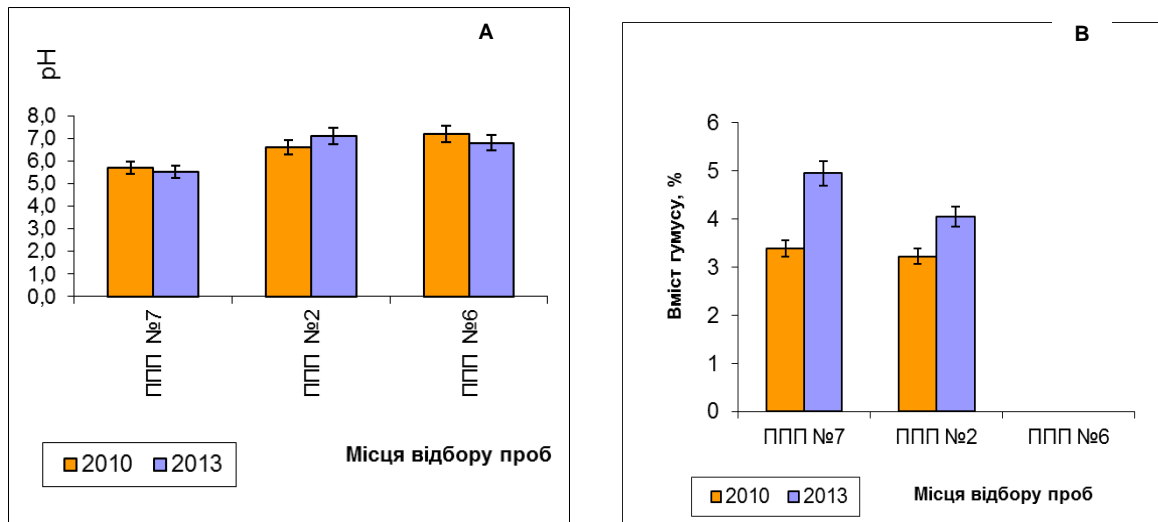 A
pH
8,0
7,0
6,0
5,0
4,0
3,0
2,0
1,0
0,0
ППП №7
ППП №2
ППП №6
Місця відбору проб
2010 2013
B
Вміст гумусу, %
6
5
4
3
2
1
0
ППП №7 ППП №2 ППП №6
2010 2013
Місця відбору проб